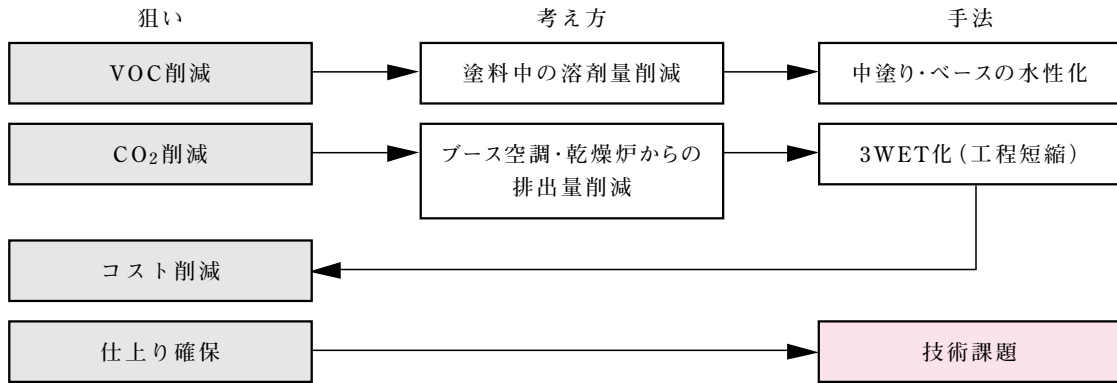 狙い 考え方 手法
VOC削減 塗料中の溶剤量削減 中塗り・ベースの水性化
CO₂削減 ブース空調・乾燥炉からの 3WET化（工程短縮）
排出量削減
コスト削減
仕上り確保 技術課題